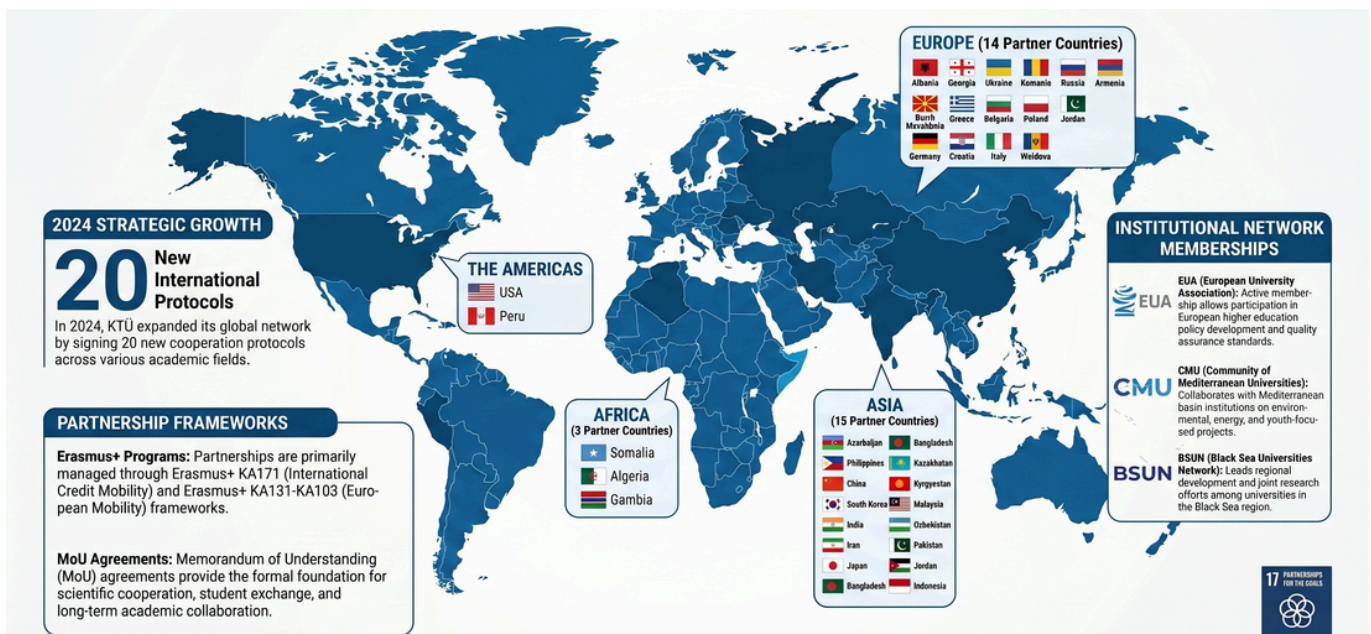 EUROPE (14 Partner Countries)
Albania Georgia Ukraine Komanie Russia Armenia
Burrh Greece Belgaria Poland Jordan
Mxvahbnia
Germany Croatia Italy Weidova
2024 STRATEGIC GROWTH
20 New
International
Protocols
In 2024, KTÜ expanded its global network
by signing 20 new cooperation protocols
across various academic fields.
THE AMERICAS
USA
Peru
PARTNERSHIP FRAMEWORKS
Erasmus+ Programs: Partnerships are primarily
managed through Erasmus+ KA171 (International
Credit Mobility) and Erasmus+ KA131-KA103 (Euro-
pean Mobility) frameworks.
MoU Agreements: Memorandum of Understanding
(MoU) agreements provide the formal foundation for
scientific cooperation, student exchange, and
long-term academic collaboration.
AFRICA
(3 Partner Countries)
Somalia
Algeria
Gambia
ASIA
(15 Partner Countries)
Azarbaljan Bangladesh
Philippines Kazakhatan
China Kyrgyestan
South Korea Malaysia
India Ozbekistan
Iran Pakistan
Japan Jordan
Bangladesh Indonesia
INSTITUTIONAL NETWORK
MEMBERSHIPS
EUA
EUA (European University
Association): Active member-
ship allows participation in
European higher education
policy development and quality
assurance standards.
CMU
CMU (Community of
Mediterranean Universities):
Collaborates with Mediterranean
basin institutions on environ-
mental, energy, and youth-focu-
sed projects.
BSUN
BSUN (Black Sea Universities
Network): Leads regional
development and joint research
efforts among universities in
the Black Sea region.
17 PARTNERSHIPS
FOR THE GOALS